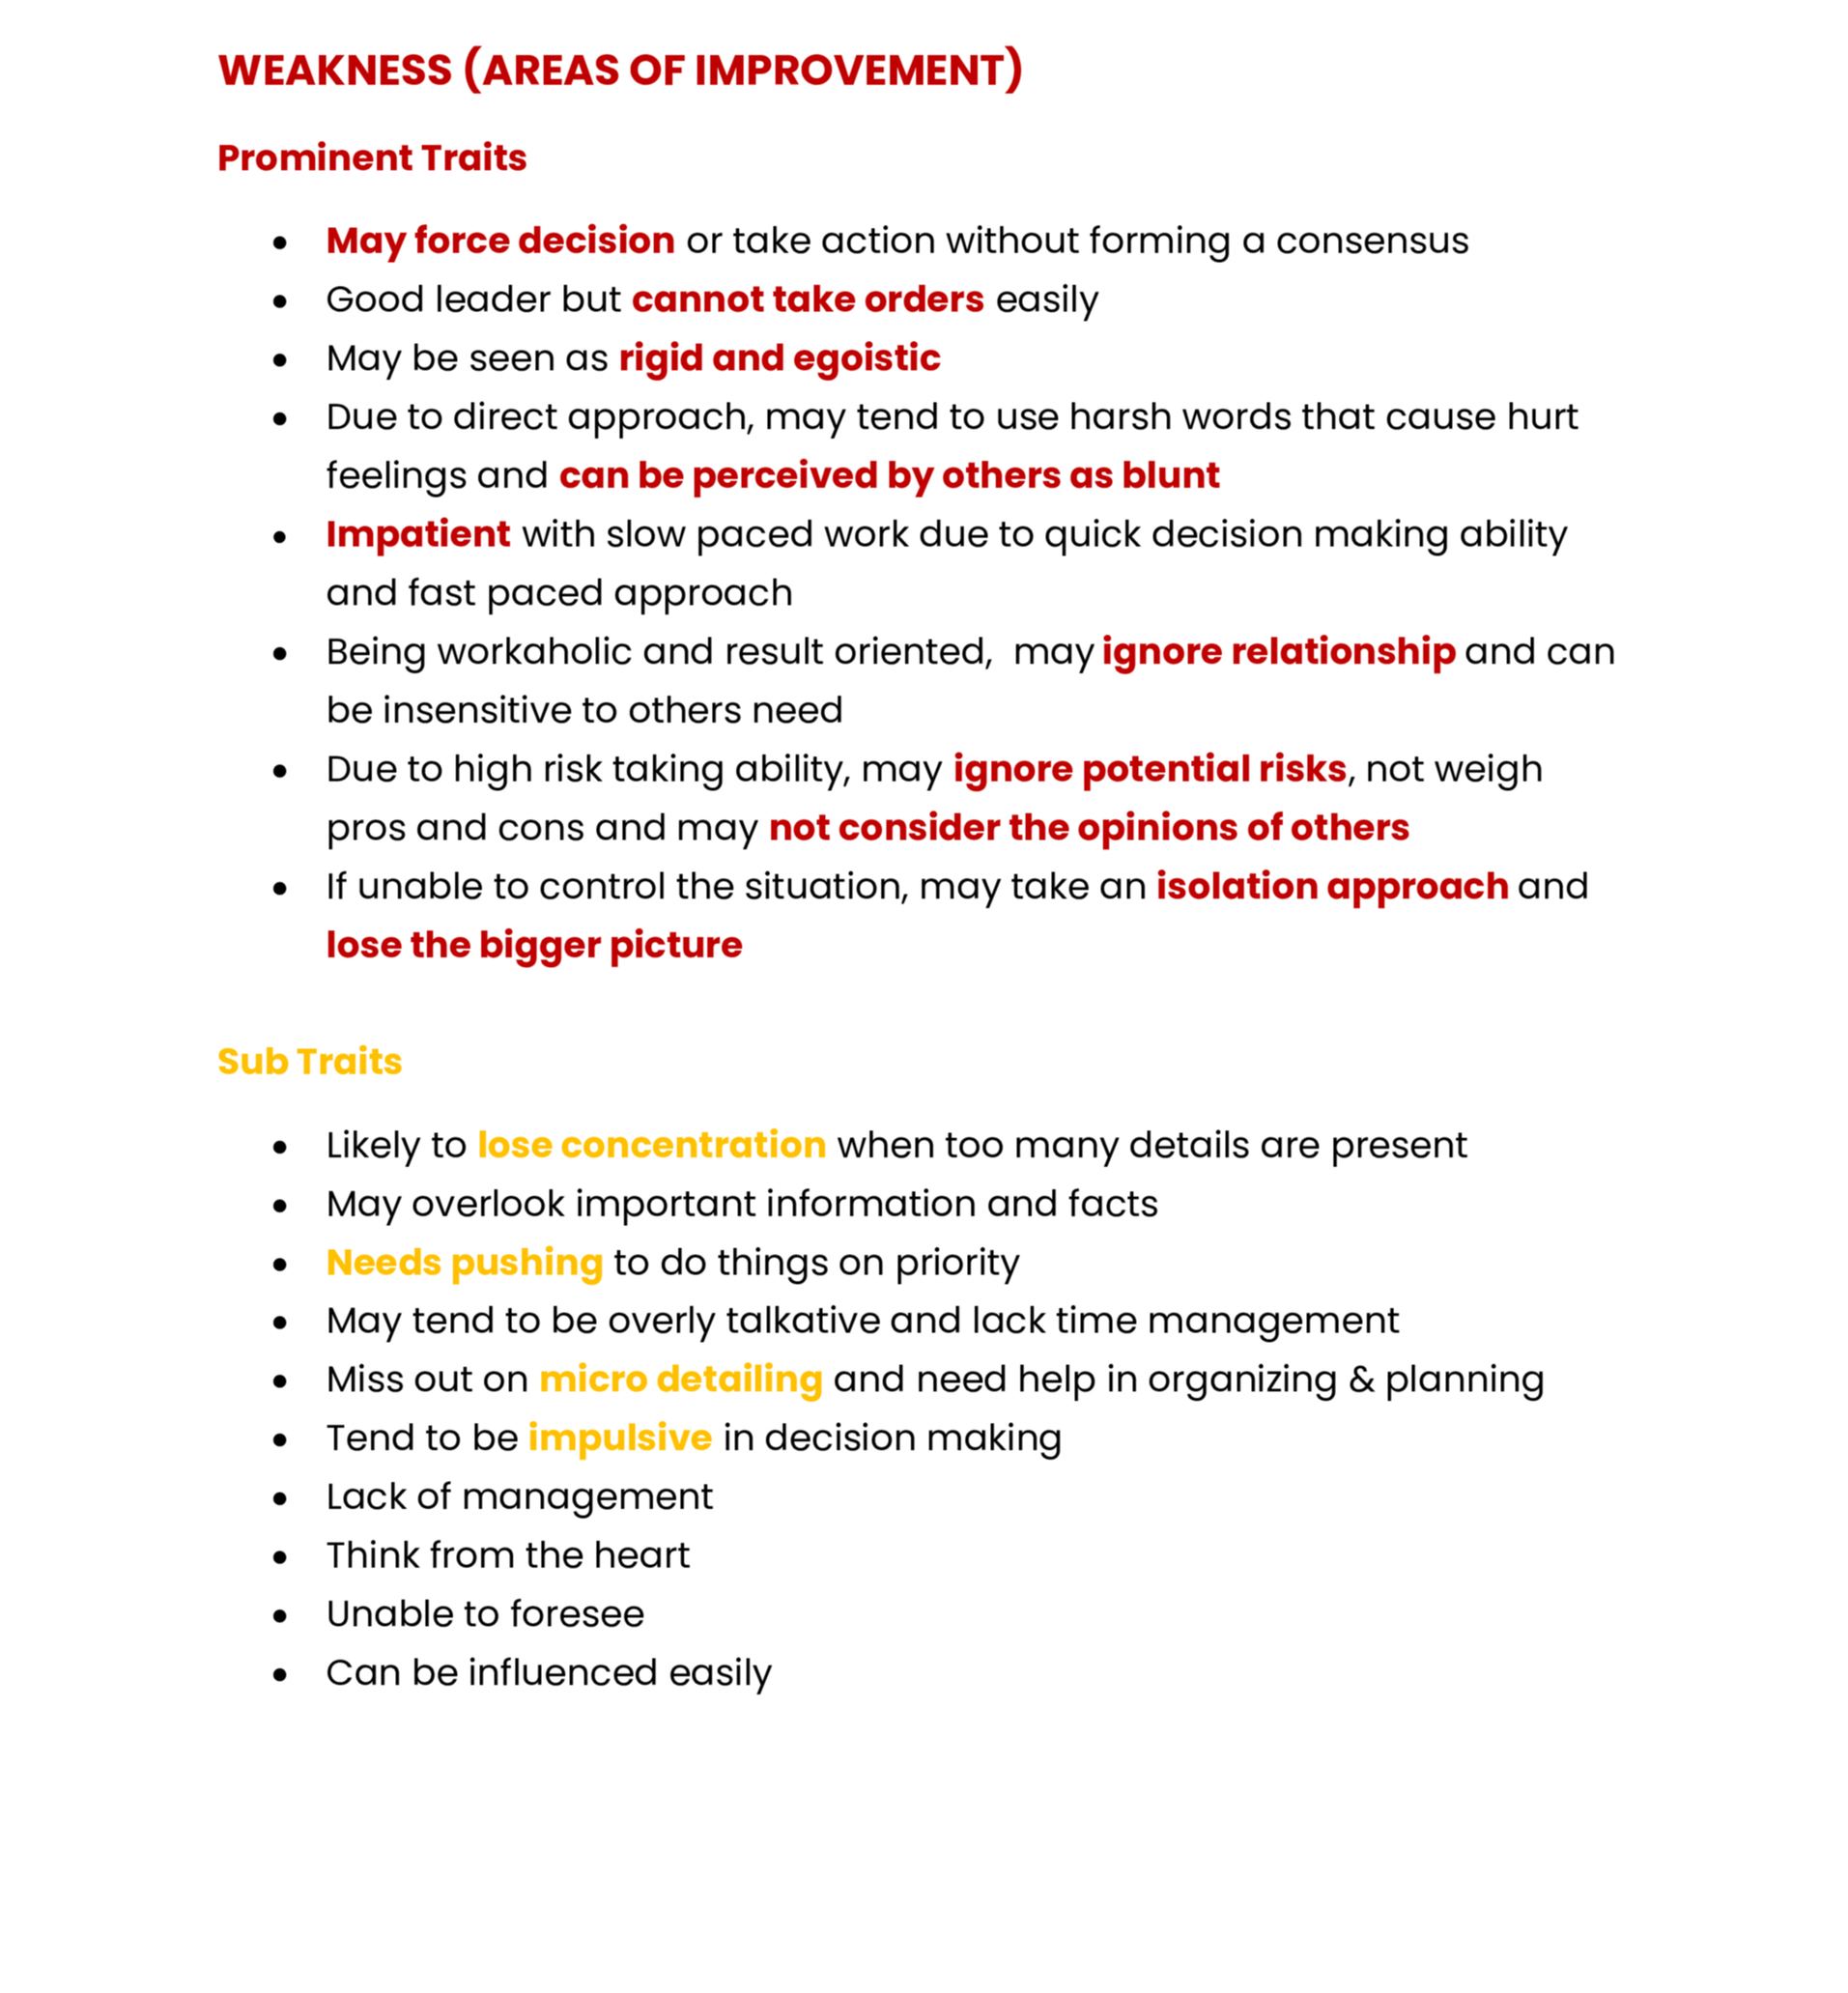 WEAKNESS (AREAS OF IMPROVEMENT)
Prominent Traits
• May force decision or take action without forming a consensus
• Good leader but cannot take orders easily
• May be seen as rigid and egoistic
• Due to direct approach, may tend to use harsh words that cause hurt
feelings and can be perceived by others as blunt
• Impatient with slow paced work due to quick decision making ability
and fast paced approach
• Being workaholic and result oriented,  may ignore relationship and can
be insensitive to others need
• Due to high risk taking ability, may ignore potential risks, not weigh
pros and cons and may not consider the opinions of others
• If unable to control the situation, may take an isolation approach and
lose the bigger picture
Sub Traits
• Likely to lose concentration when too many details are present
• May overlook important information and facts
• Needs pushing to do things on priority
• May tend to be overly talkative and lack time management
• Miss out on micro detailing and need help in organizing & planning
• Tend to be impulsive in decision making
• Lack of management
• Think from the heart
• Unable to foresee
• Can be influenced easily